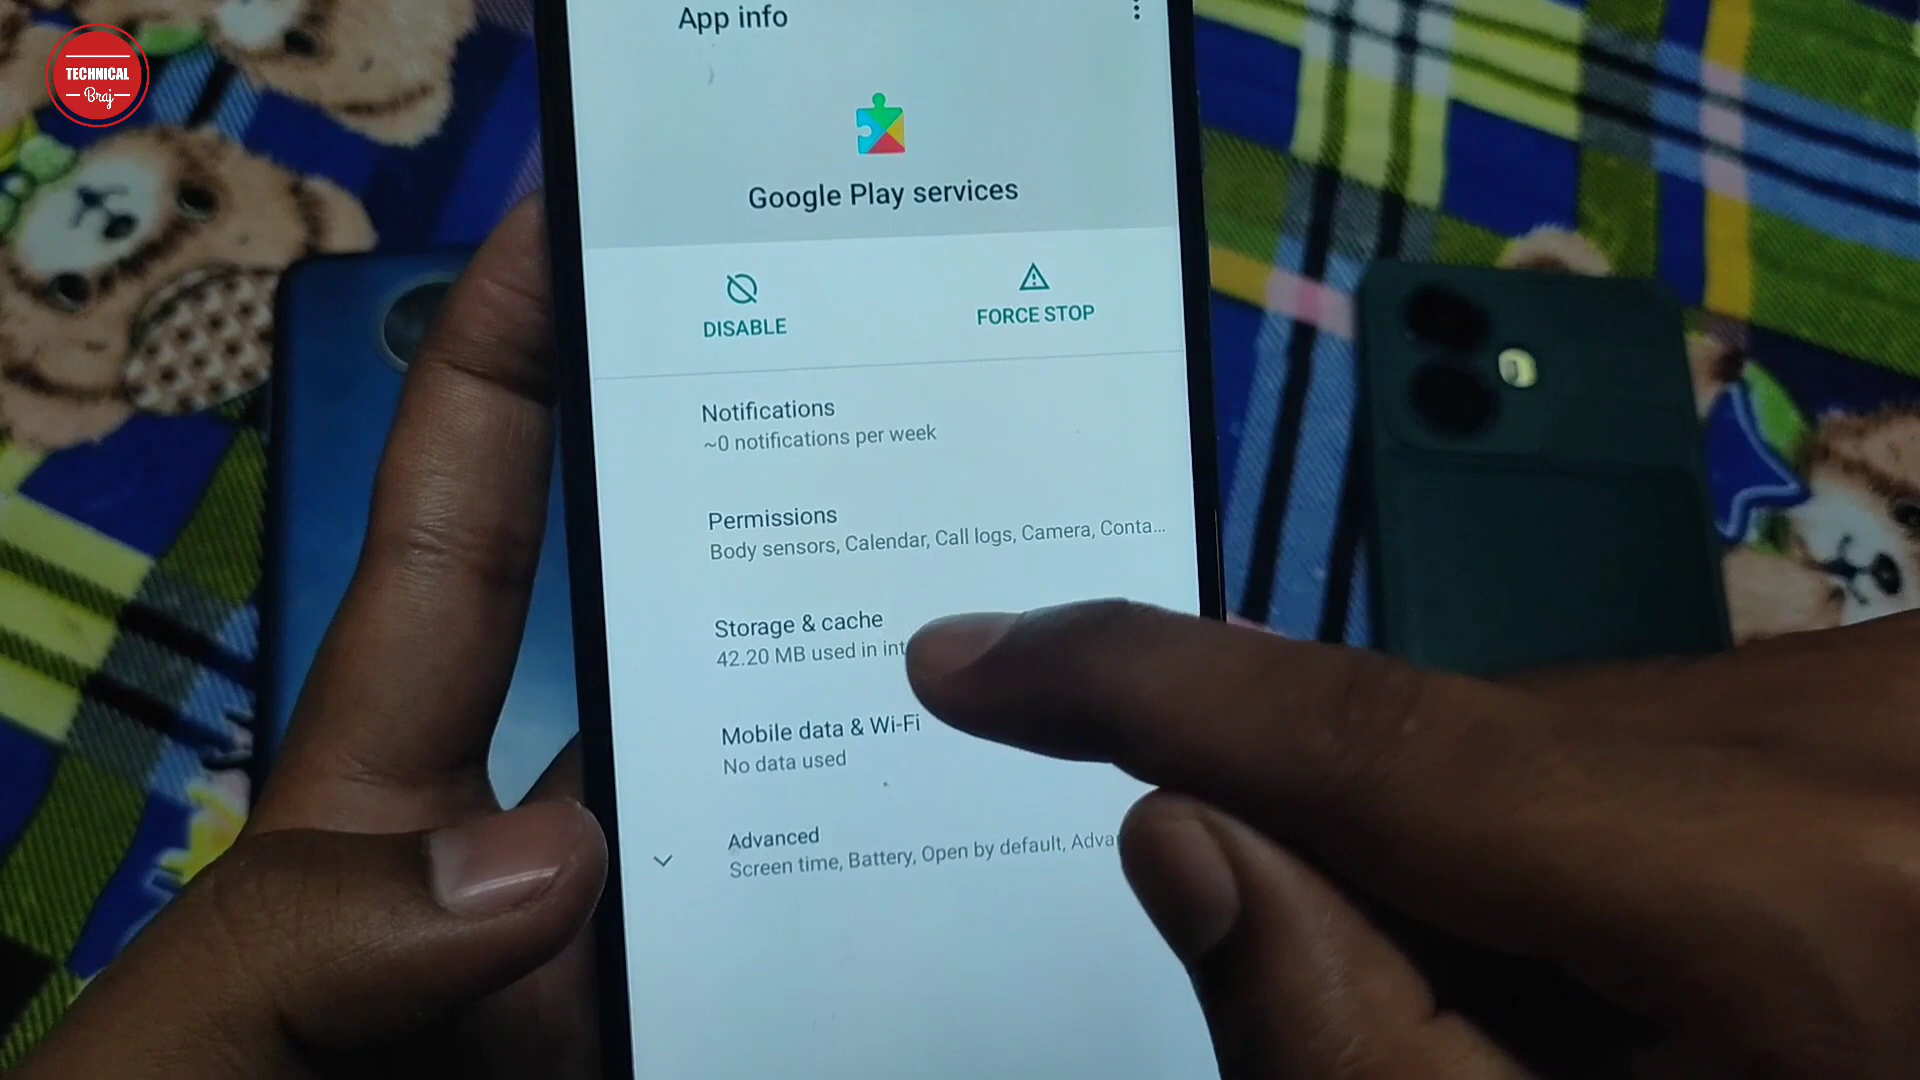 TECHNICAL
Braj
App info
Google Play services
DISABLE
FORCE STOP
Notifications
~0 notifications per week
Permissions
Body sensors, Calendar, Call logs, Camera, Conta...
Storage & cache
42.20 MB used in int
Mobile data & Wi-Fi
No data used
Advanced
Screen time, Battery, Open by default, Adva